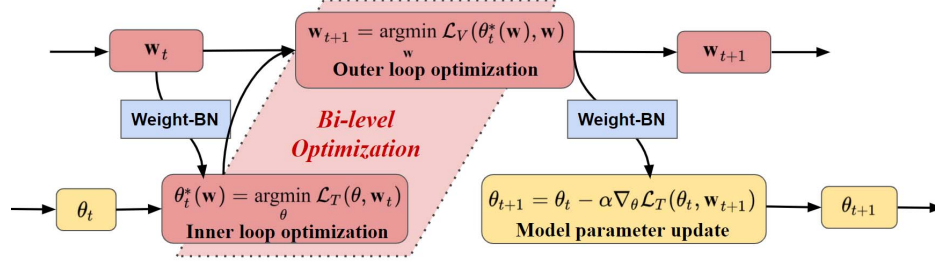 w_t
w_{t+1} = argmin_w L_V(θ*_t(w), w)
Outer loop optimization
w_{t+1}
Weight-BN
Bi-level
Optimization
Weight-BN
θ_t
θ*_t(w) = argmin_θ L_T(θ, w_t)
Inner loop optimization
θ_{t+1} = θ_t − α∇_θ L_T(θ_t, w_{t+1})
Model parameter update
θ_{t+1}